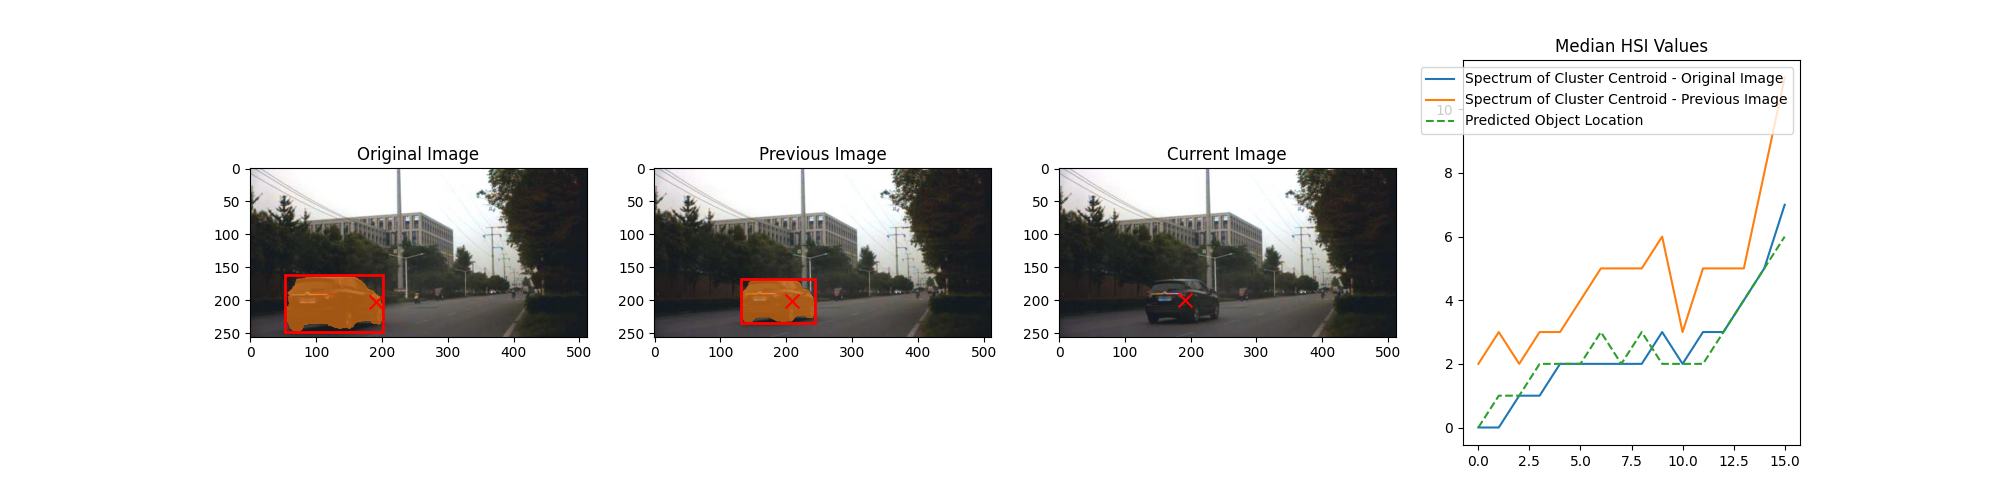 Original Image
0
50
100
150
200
250
0 100 200 300 400 500
Previous Image
0
50
100
150
200
250
0 100 200 300 400 500
Current Image
0
50
100
150
200
250
0 100 200 300 400 500
Median HSI Values
Spectrum of Cluster Centroid - Original Image
Spectrum of Cluster Centroid - Previous Image
Predicted Object Location
10
8
6
4
2
0
0.0 2.5 5.0 7.5 10.0 12.5 15.0